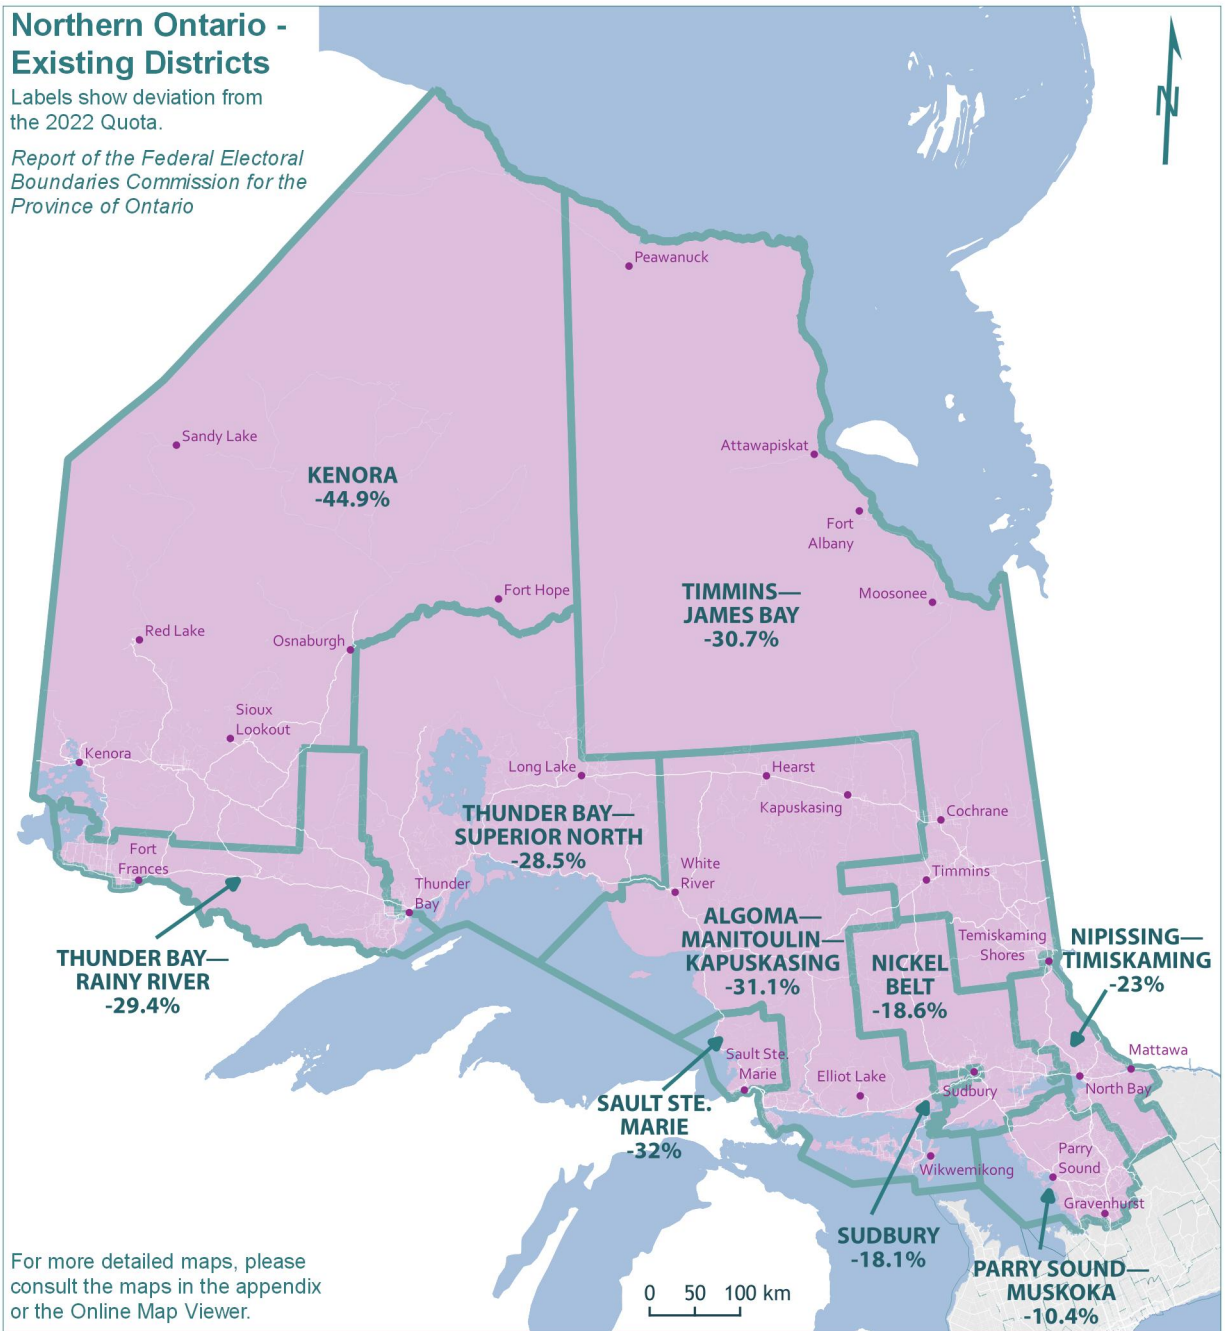 Northern Ontario -
Existing Districts
Labels show deviation from
the 2022 Quota.
Report of the Federal Electoral
Boundaries Commission for the
Province of Ontario
N
Peawanuck
Sandy Lake
KENORA
-44.9%
Attawapiskat
Fort
Albany
Fort Hope
TIMMINS—
JAMES BAY
-30.7%
Moosonee
Red Lake
Osnaburgh
Sioux
Lookout
Kenora
Long Lake
Hearst
Kapuskasing
Cochrane
THUNDER BAY—
SUPERIOR NORTH
-28.5%
Fort
Frances
White
River
Timmins
Thunder
Bay
THUNDER BAY—
RAINY RIVER
-29.4%
ALGOMA—
MANITOULIN—
KAPUSKASING
-31.1%
NICKEL
BELT
-18.6%
Temiskaming
Shores
NIPISSING—
TIMISKAMING
-23%
Sault Ste.
Marie
Elliot Lake
Sudbury
Mattawa
North Bay
SAULT STE.
MARIE
-32%
Wikwemikong
Parry
Sound
Gravenhurst
SUDBURY
-18.1%
PARRY SOUND—
MUSKOKA
-10.4%
For more detailed maps, please
consult the maps in the appendix
or the Online Map Viewer.
0 50 100 km